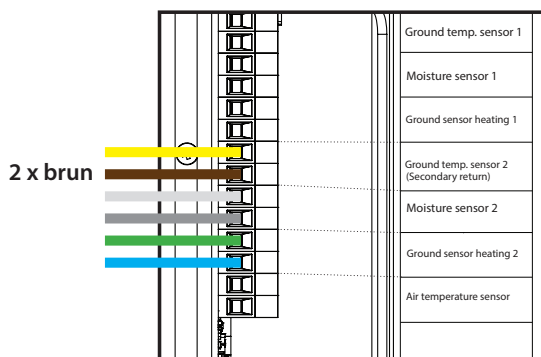 Ground temp. sensor 1
Moisture sensor 1
Ground sensor heating 1
2 x brun
Ground temp. sensor 2
(Secondary return)
Moisture sensor 2
Ground sensor heating 2
Air temperature sensor